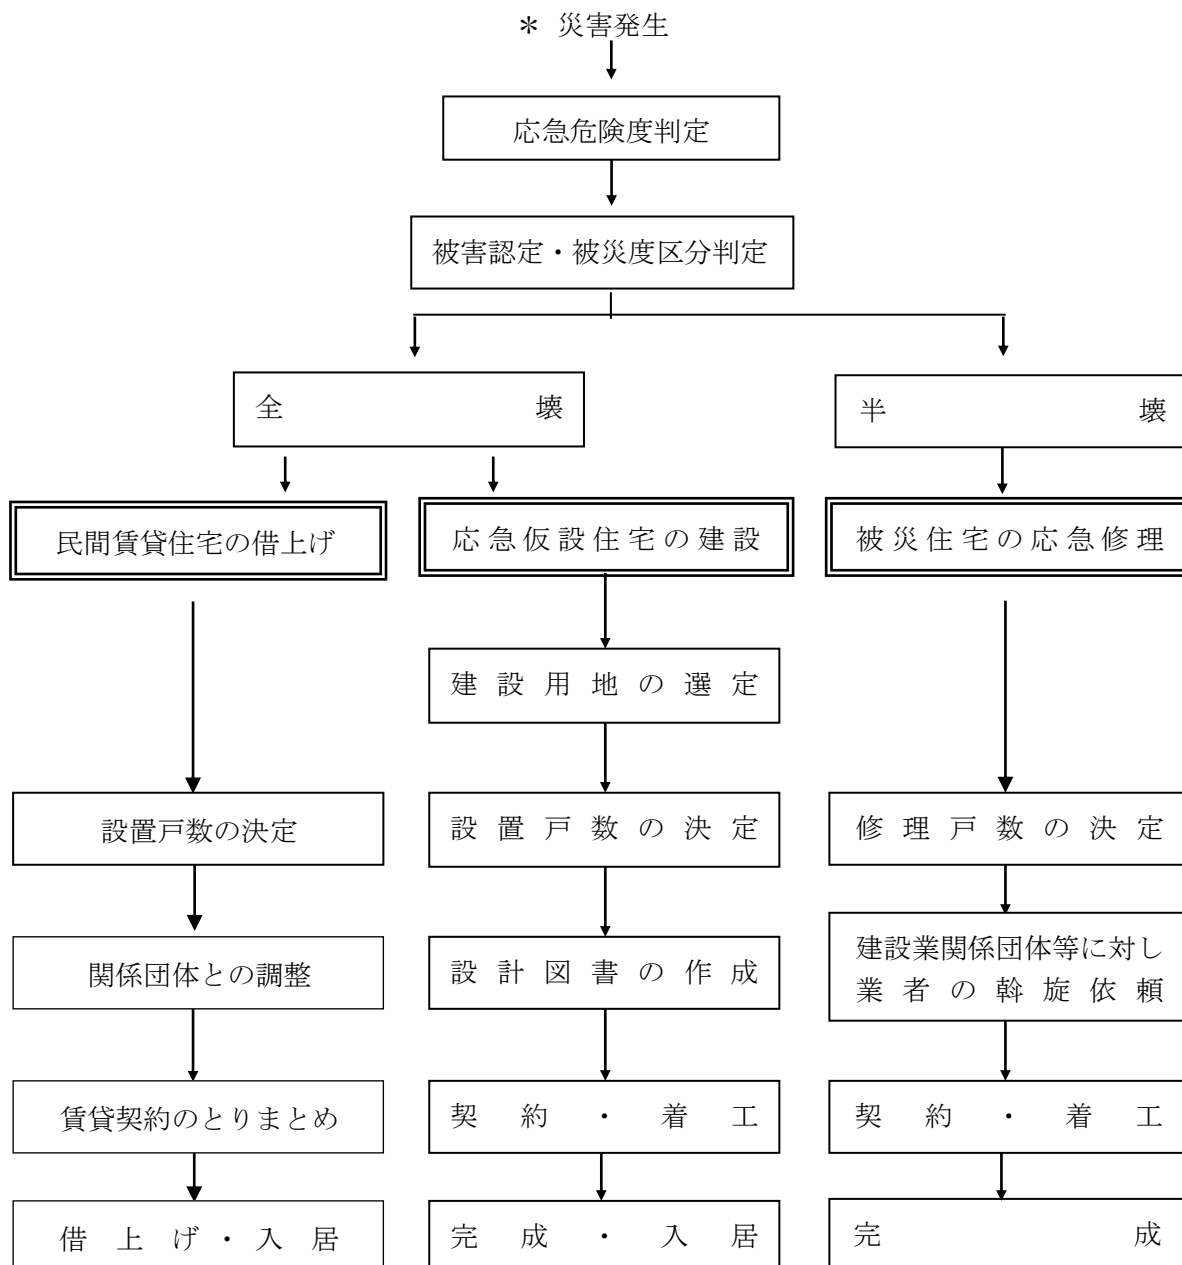 ＊ 災害発生
応急危険度判定
被害認定・被災度区分判定
全壊
半壊
民間賃貸住宅の借上げ
応急仮設住宅の建設
被災住宅の応急修理
建設用地の選定
設置戸数の決定
設置戸数の決定
修理戸数の決定
関係団体との調整
設計図書の作成
建設業関係団体等に対し
業者の斡旋依頼
賃貸契約のとりまとめ
契約・着工
契約・着工
借上げ・入居
完成・入居
完成